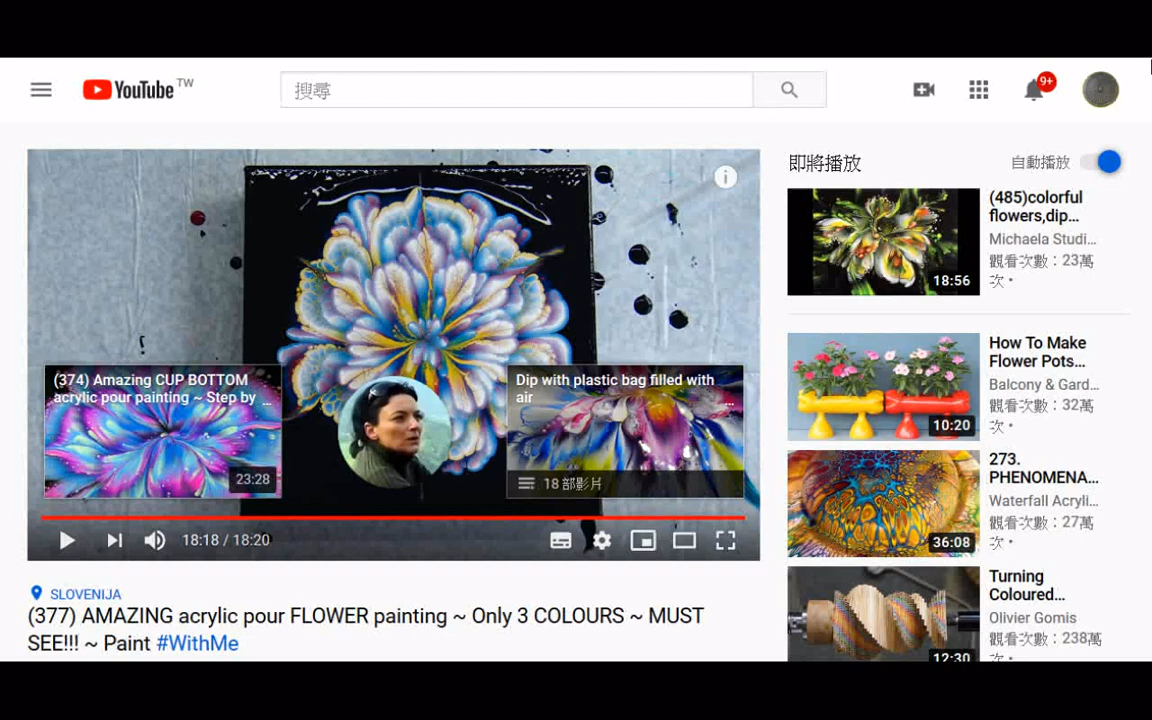 YouTube TW
搜尋
9+
(374) Amazing CUP BOTTOM
acrylic pour painting ~ Step by ...
23:28
Dip with plastic bag filled with
air ...
18 部影片
18:18 / 18:20
SLOVENIJA
(377) AMAZING acrylic pour FLOWER painting ~ Only 3 COLOURS ~ MUST
SEE!!! ~ Paint #WithMe
即將播放
自動播放
18:56
(485)colorful
flowers,dip...
Michaela Studi...
觀看次數：23萬
次 •
10:20
How To Make
Flower Pots...
Balcony & Gard...
觀看次數：32萬
次 •
36:08
273.
PHENOMENA...
Waterfall Acryli...
觀看次數：27萬
次 •
12:30
Turning
Coloured...
Olivier Gomis
觀看次數：238萬
次 •